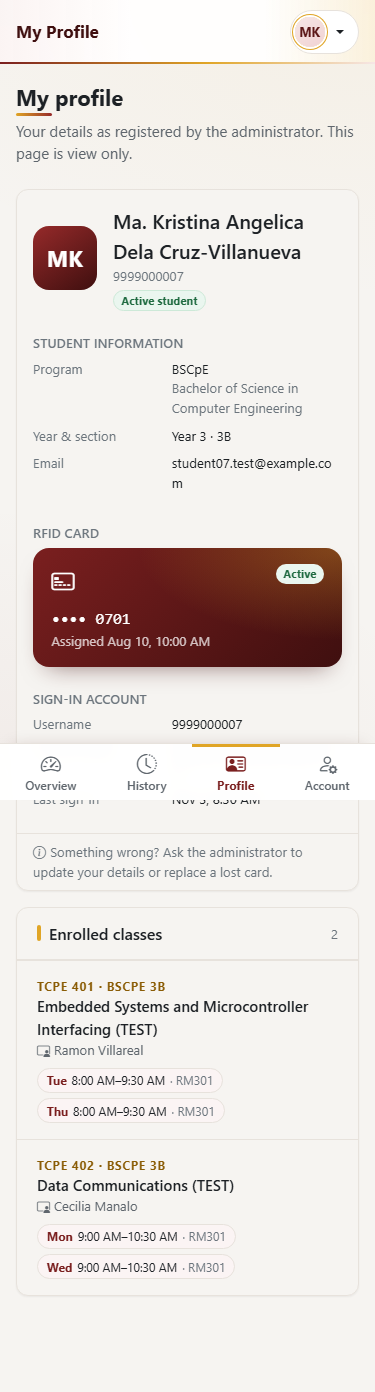 My Profile
MK
My profile
Your details as registered by the administrator. This
page is view only.
MK
Ma. Kristina Angelica
Dela Cruz-Villanueva
9999000007
Active student
STUDENT INFORMATION
Program
BSCpE
Bachelor of Science in
Computer Engineering
Year & section
Year 3 · 3B
Email
student07.test@example.co
m
RFID CARD
Active
•••• 0701
Assigned Aug 10, 10:00 AM
SIGN-IN ACCOUNT
Username
9999000007
Overview
History
Profile
Account
Last sign-in
Nov 3, 8:30 AM
Something wrong? Ask the administrator to
update your details or replace a lost card.
Enrolled classes
2
TCPE 401 · BSCPE 3B
Embedded Systems and Microcontroller
Interfacing (TEST)
Ramon Villareal
Tue 8:00 AM–9:30 AM · RM301
Thu 8:00 AM–9:30 AM · RM301
TCPE 402 · BSCPE 3B
Data Communications (TEST)
Cecilia Manalo
Mon 9:00 AM–10:30 AM · RM301
Wed 9:00 AM–10:30 AM · RM301